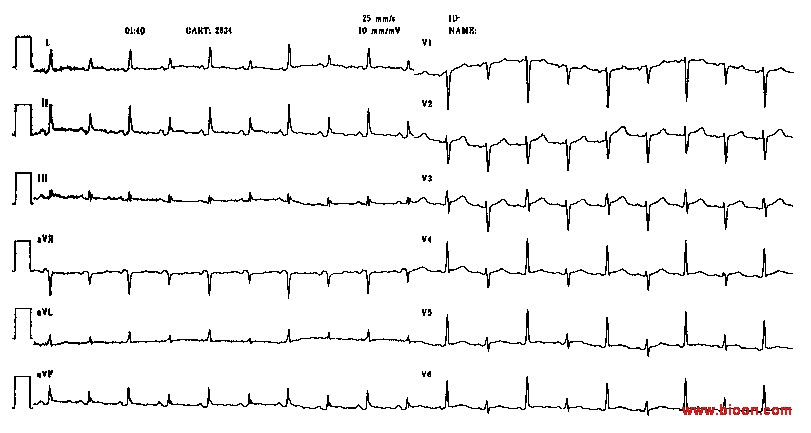 25 mm/s ID:
I 01:40 CART: 2834 10 mm/mV NAME:
V1
II V2
III V3
aVR V4
aVL V5
aVF V6
www.bioon.com